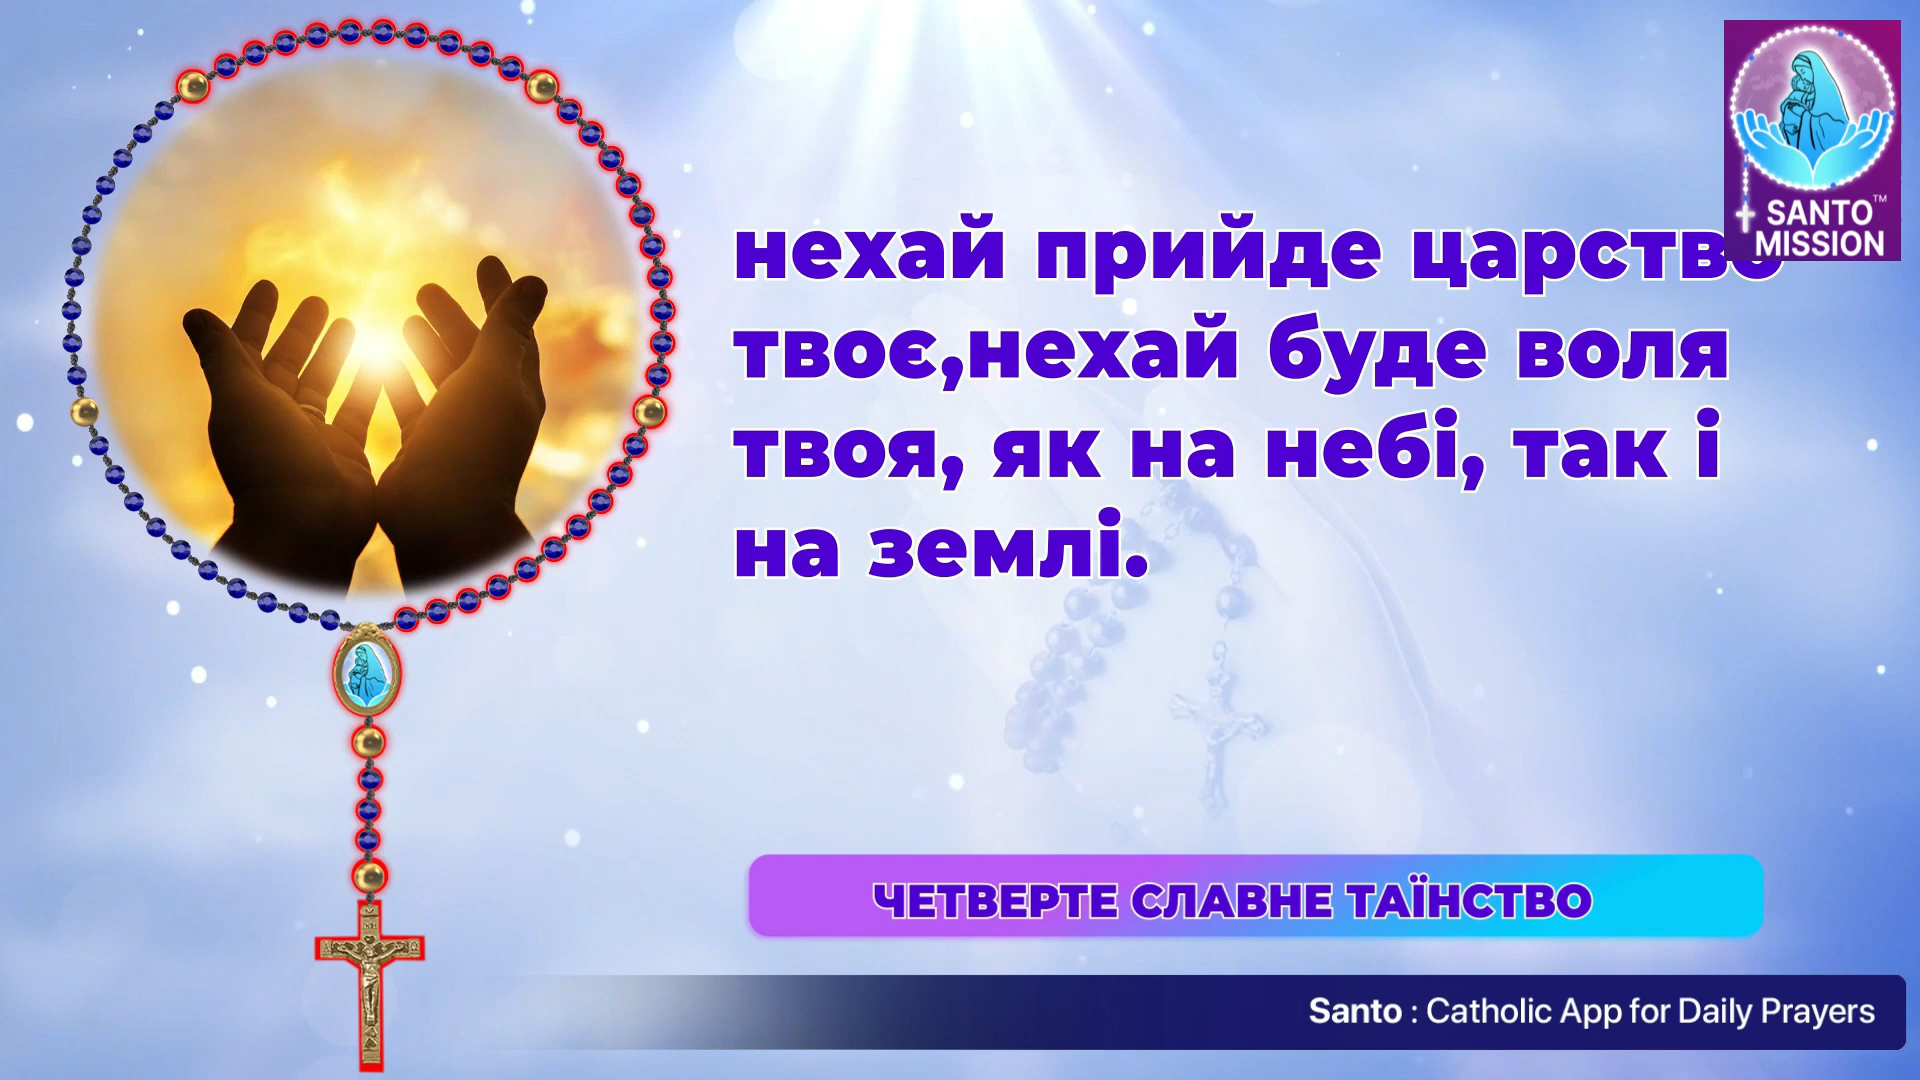 SANTO™
MISSION
нехай прийде царство
твоє,нехай буде воля
твоя, як на небі, так і
на землі.
ЧЕТВЕРТЕ СЛАВНЕ ТАЇНСТВО
Santo : Catholic App for Daily Prayers